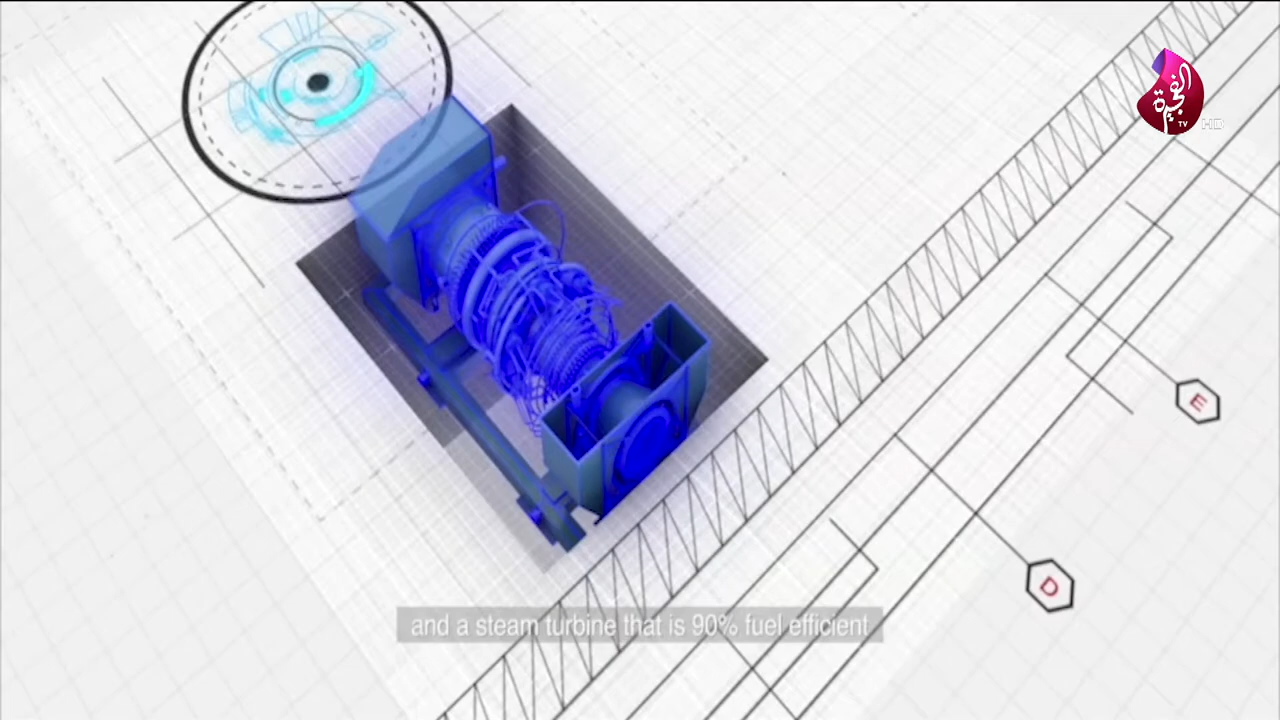 الفجيرة
TV HD
E
D
and a steam turbine that is 90% fuel efficient